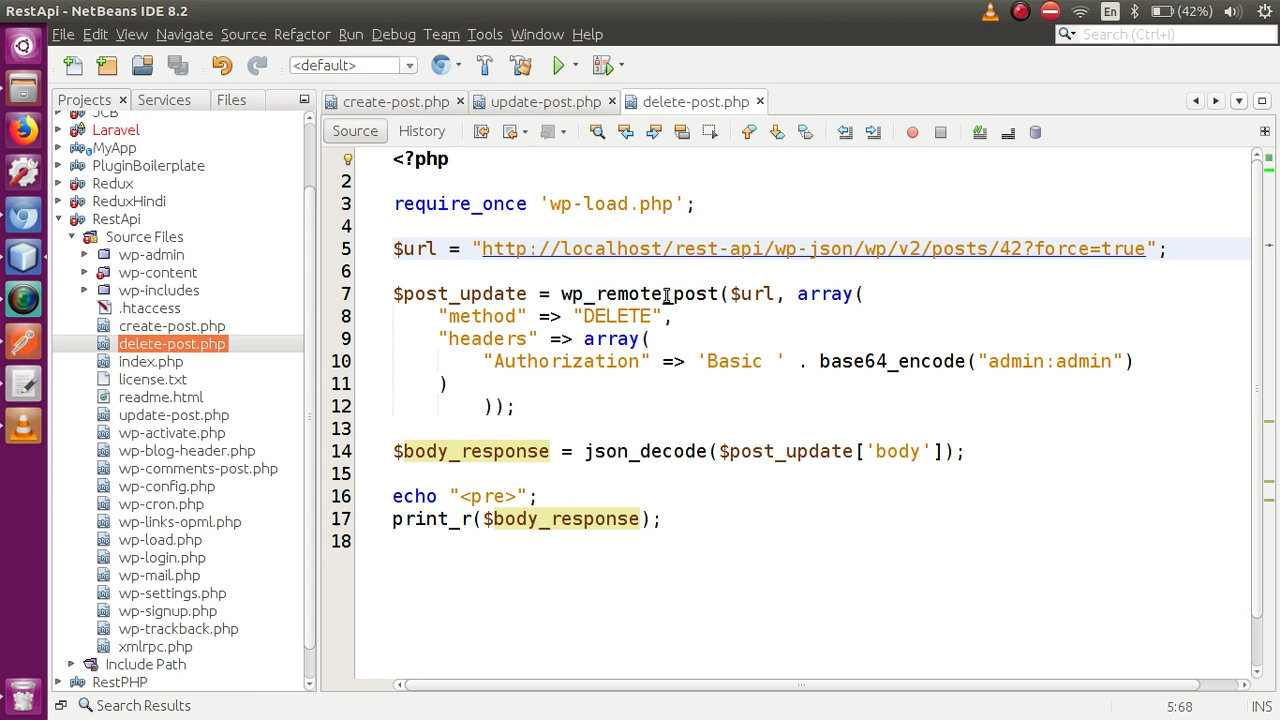 RestApi - NetBeans IDE 8.2
En
(42%)
File Edit View Navigate Source Refactor Run Debug Team Tools Window Help
Search (Ctrl+I)
<default>
Projects
Services
Files
create-post.php
update-post.php
delete-post.php
Source
History
JCB
Laravel
MyApp
PluginBoilerplate
Redux
ReduxHindi
RestApi
Source Files
wp-admin
wp-content
wp-includes
.htaccess
create-post.php
delete-post.php
index.php
license.txt
readme.html
update-post.php
wp-activate.php
wp-blog-header.php
wp-comments-post.php
wp-config.php
wp-cron.php
wp-links-opml.php
wp-load.php
wp-login.php
wp-mail.php
wp-settings.php
wp-signup.php
wp-trackback.php
xmlrpc.php
Include Path
RestPHP
<?php
2
3 require_once 'wp-load.php';
4
5 $url = "http://localhost/rest-api/wp-json/wp/v2/posts/42?force=true";
6
7 $post_update = wp_remote_post($url, array(
8 "method" => "DELETE",
9 "headers" => array(
10 "Authorization" => 'Basic ' . base64_encode("admin:admin")
11 )
12 ));
13
14 $body_response = json_decode($post_update['body']);
15
16 echo "<pre>";
17 print_r($body_response);
18
Search Results
5:68
INS